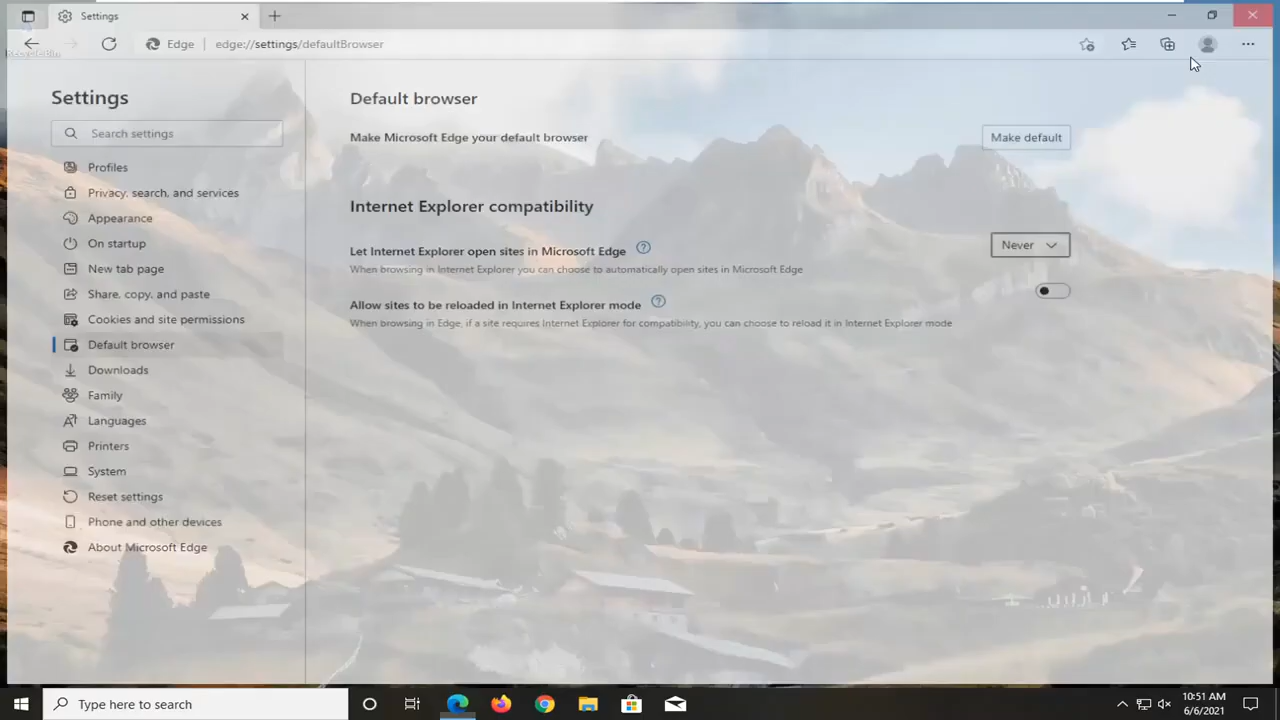 Settings
Recycle Bin
Edge
edge://settings/defaultBrowser
Settings
Search settings
Profiles
Privacy, search, and services
Appearance
On startup
New tab page
Share, copy, and paste
Cookies and site permissions
Default browser
Downloads
Family
Languages
Printers
System
Reset settings
Phone and other devices
About Microsoft Edge
Default browser
Make Microsoft Edge your default browser
Make default
Internet Explorer compatibility
Let Internet Explorer open sites in Microsoft Edge
Never
When browsing in Internet Explorer you can choose to automatically open sites in Microsoft Edge
Allow sites to be reloaded in Internet Explorer mode
When browsing in Edge, if a site requires Internet Explorer for compatibility, you can choose to reload it in Internet Explorer mode
Type here to search
10:51 AM
6/6/2021